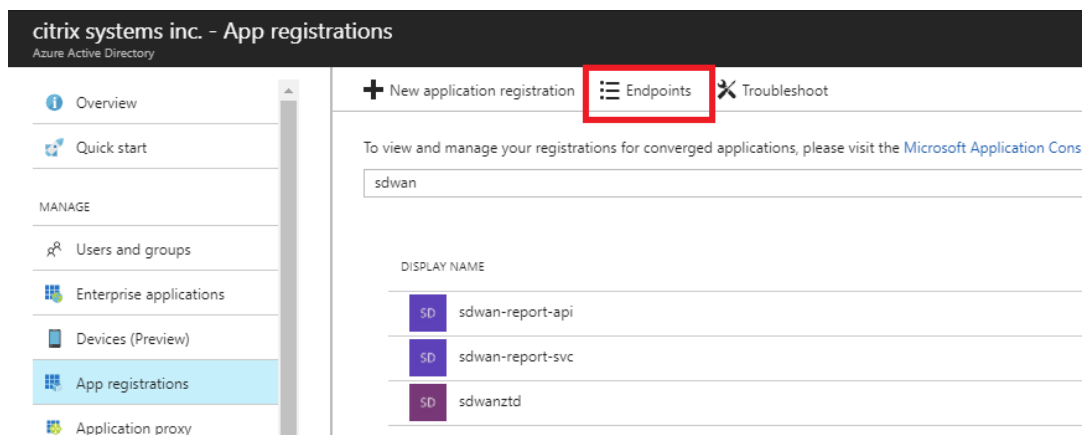 citrix systems inc. - App registrations
Azure Active Directory
Overview
Quick start
MANAGE
Users and groups
Enterprise applications
Devices (Preview)
App registrations
Application proxy
New application registration Endpoints Troubleshoot
To view and manage your registrations for converged applications, please visit the Microsoft Application Cons
sdwan
DISPLAY NAME
SD sdwan-report-api
SD sdwan-report-svc
SD sdwanztd